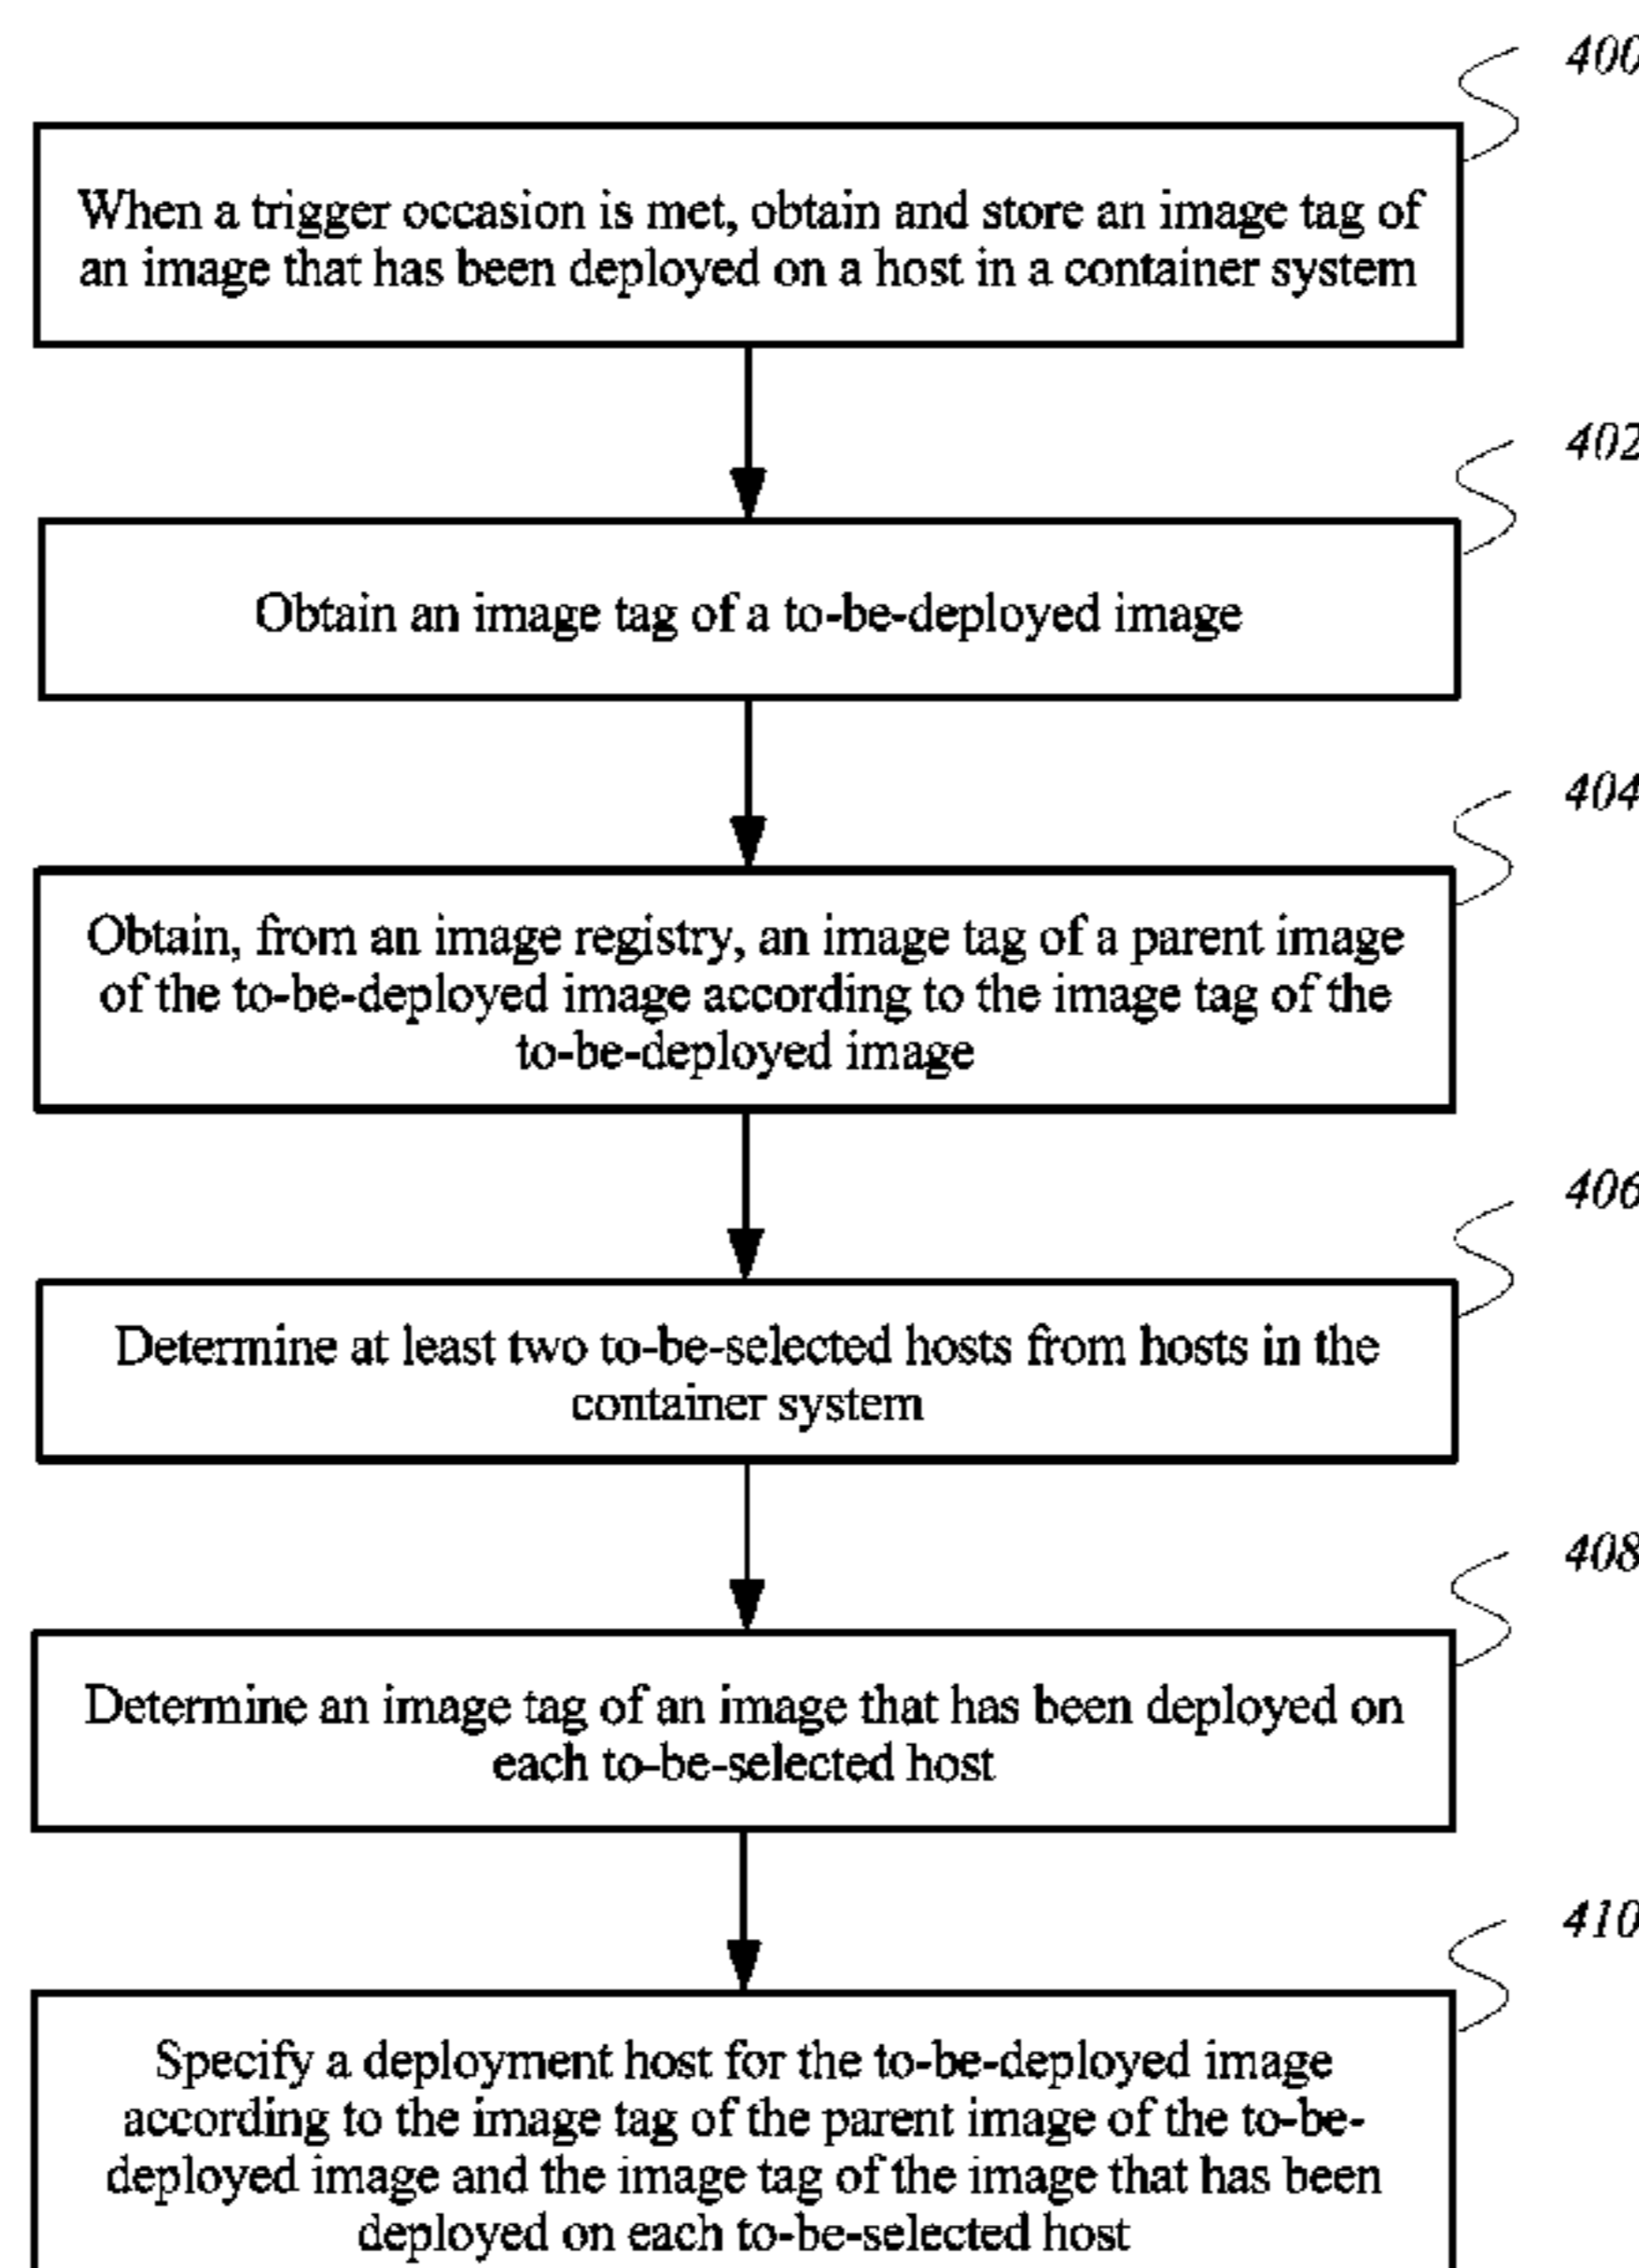 400
When a trigger occasion is met, obtain and store an image tag of
an image that has been deployed on a host in a container system
402
Obtain an image tag of a to-be-deployed image
404
Obtain, from an image registry, an image tag of a parent image
of the to-be-deployed image according to the image tag of the
to-be-deployed image
406
Determine at least two to-be-selected hosts from hosts in the
container system
408
Determine an image tag of an image that has been deployed on
each to-be-selected host
410
Specify a deployment host for the to-be-deployed image
according to the image tag of the parent image of the to-be-
deployed image and the image tag of the image that has been
deployed on each to-be-selected host